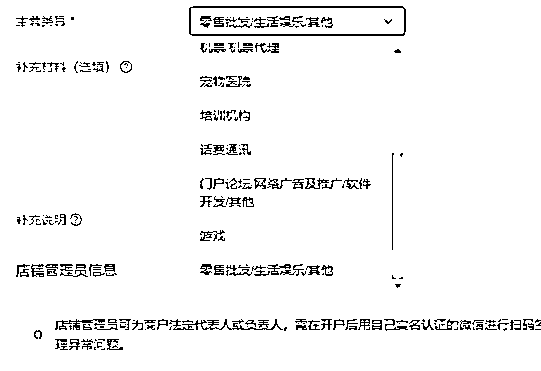 主营类目 *
零售批发/生活娱乐/其他
机票/机票代理
补充材料（选填）?
宠物医院
培训机构
话费通讯
门户论坛/网络广告及推广/软件
开发/其他
补充说明?
游戏
店铺管理员信息
零售批发/生活娱乐/其他
店铺管理员可为商户法定代表人或负责人，需在开户后用自己实名认证的微信进行扫码
理异常问题。